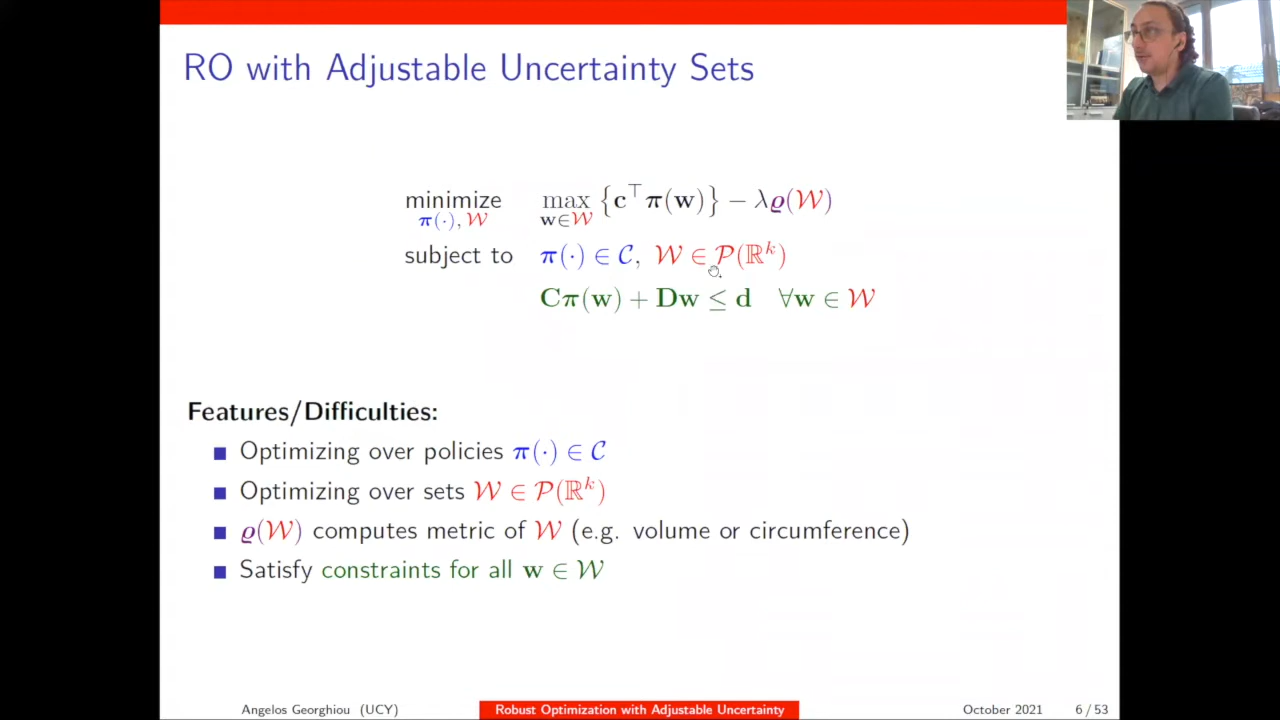 RO with Adjustable Uncertainty Sets
minimize max {c⊤π(w)} − λϱ(𝒲)
π(·), 𝒲 w∈𝒲
subject to π(·) ∈ 𝒞, 𝒲 ∈ 𝒫(ℝᵏ)
Cπ(w) + Dw ≤ d ∀w ∈ 𝒲
Features/Difficulties:
Optimizing over policies π(·) ∈ 𝒞
Optimizing over sets 𝒲 ∈ 𝒫(ℝᵏ)
ϱ(𝒲) computes metric of 𝒲 (e.g. volume or circumference)
Satisfy constraints for all w ∈ 𝒲
Angelos Georghiou (UCY) Robust Optimization with Adjustable Uncertainty October 2021 6 / 53